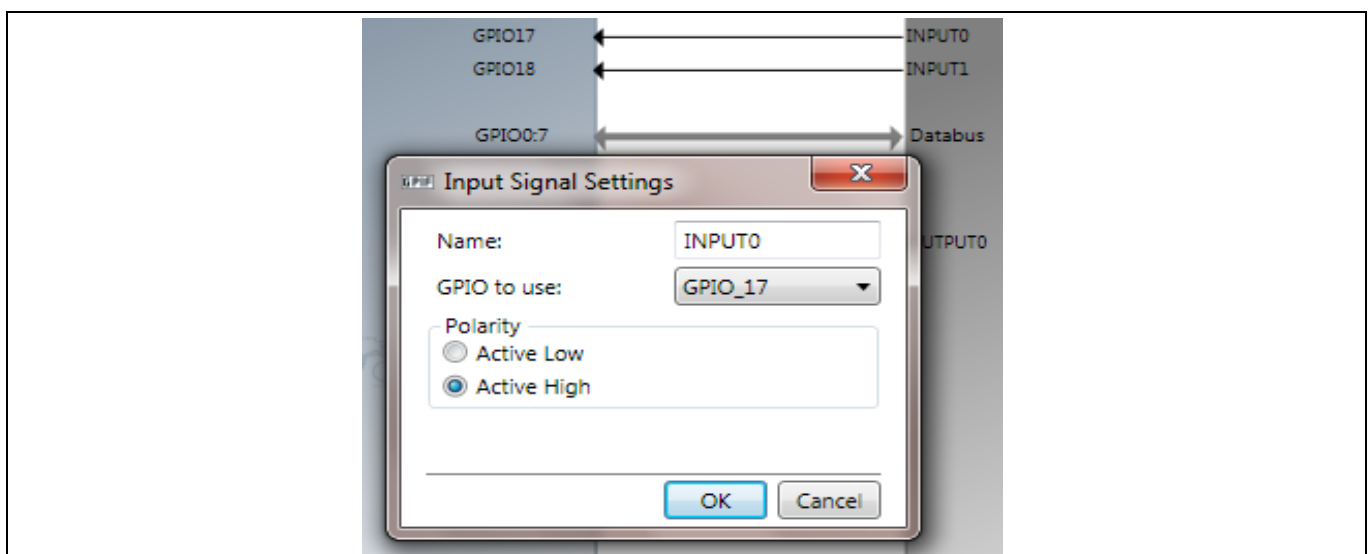 GPIO17 INPUT0
GPIO18 INPUT1
GPIO0:7 Databus
Input Signal Settings
Name: INPUT0
UTPUT0
GPIO to use: GPIO_17
Polarity
Active Low
Active High
OK Cancel